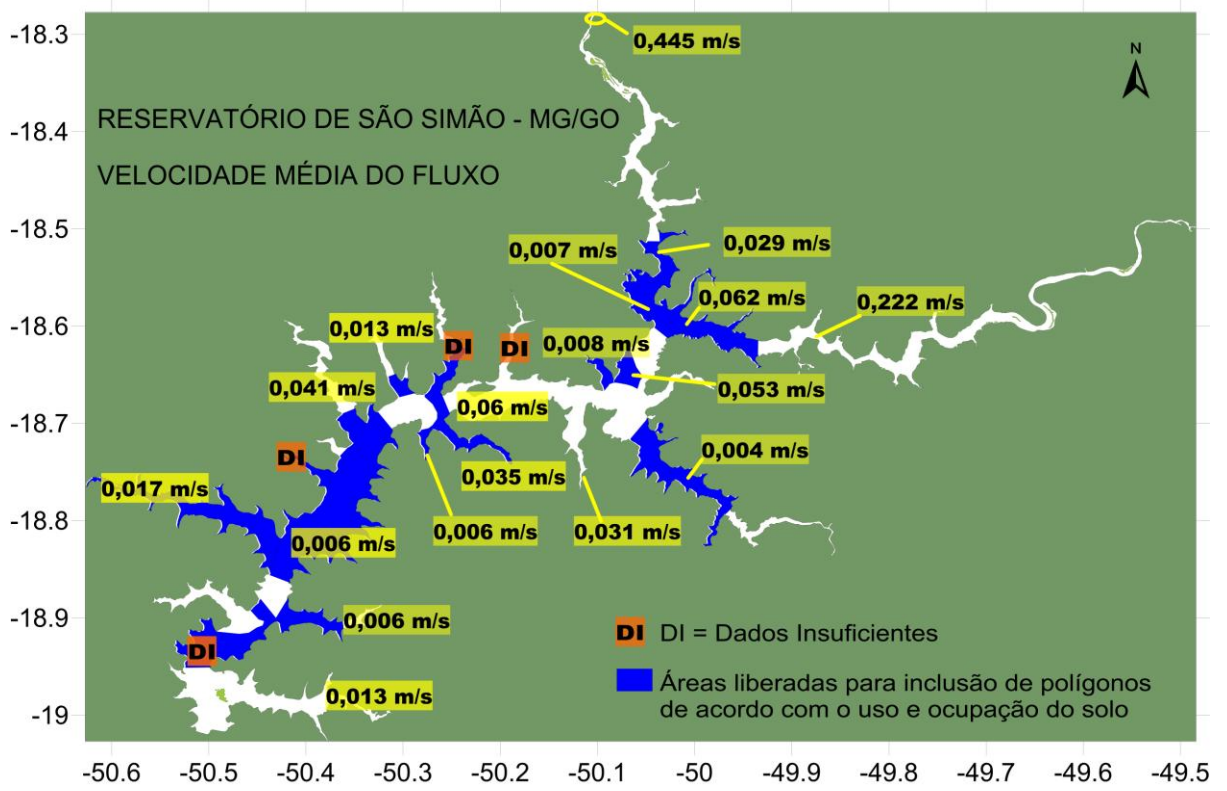 -18.3
-18.4
-18.5
-18.6
-18.7
-18.8
-18.9
-19
N
RESERVATÓRIO DE SÃO SIMÃO - MG/GO
VELOCIDADE MÉDIA DO FLUXO
0,445 m/s
0,029 m/s
0,007 m/s
0,062 m/s
0,222 m/s
0,013 m/s
DI
DI
0,008 m/s
0,041 m/s
0,053 m/s
0,06 m/s
DI
0,035 m/s
0,004 m/s
0,017 m/s
0,006 m/s
0,006 m/s
0,031 m/s
0,006 m/s
DI
0,013 m/s
DI DI = Dados Insuficientes
Áreas liberadas para inclusão de polígonos
de acordo com o uso e ocupação do solo
-50.6 -50.5 -50.4 -50.3 -50.2 -50.1 -50 -49.9 -49.8 -49.7 -49.6 -49.5